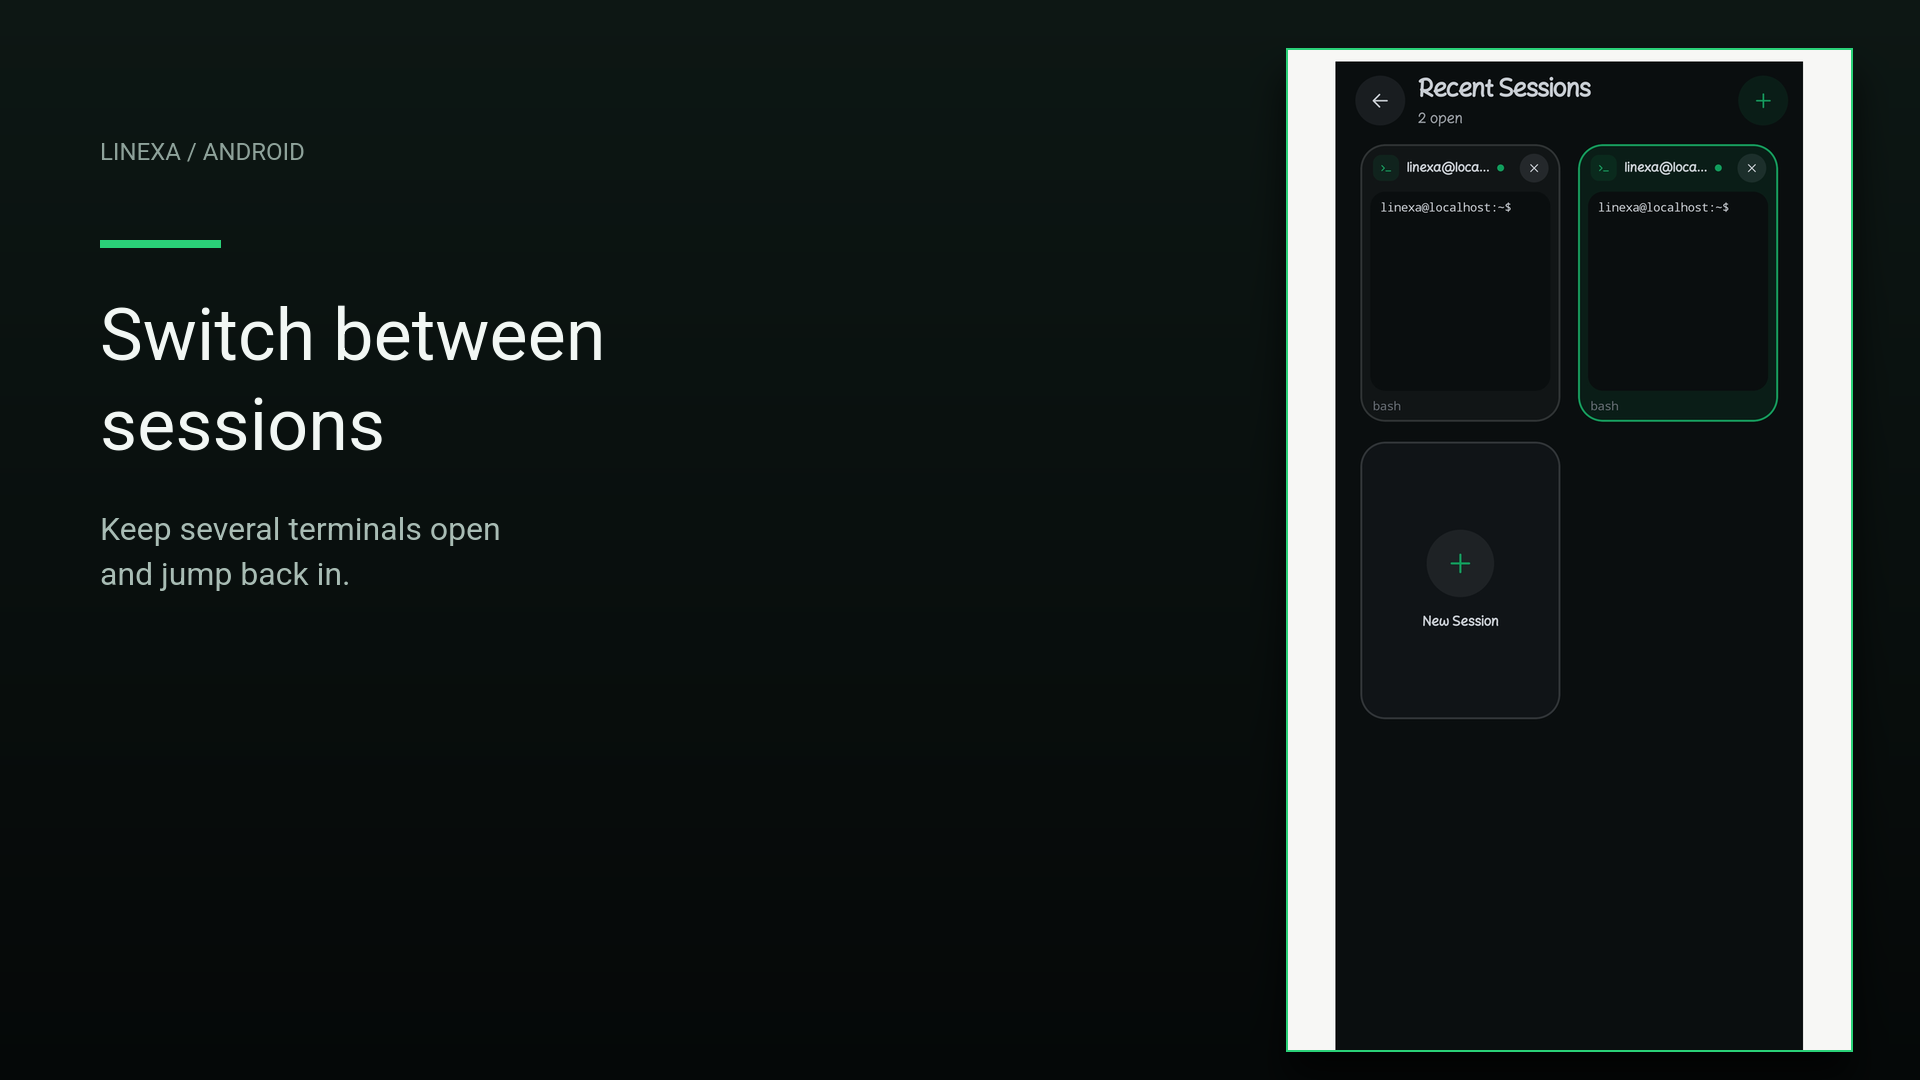 LINEXA / ANDROID
Switch between
sessions
Keep several terminals open
and jump back in.
Recent Sessions
2 open
linexa@loca...
linexa@localhost:~$
bash
linexa@loca...
linexa@localhost:~$
bash
New Session